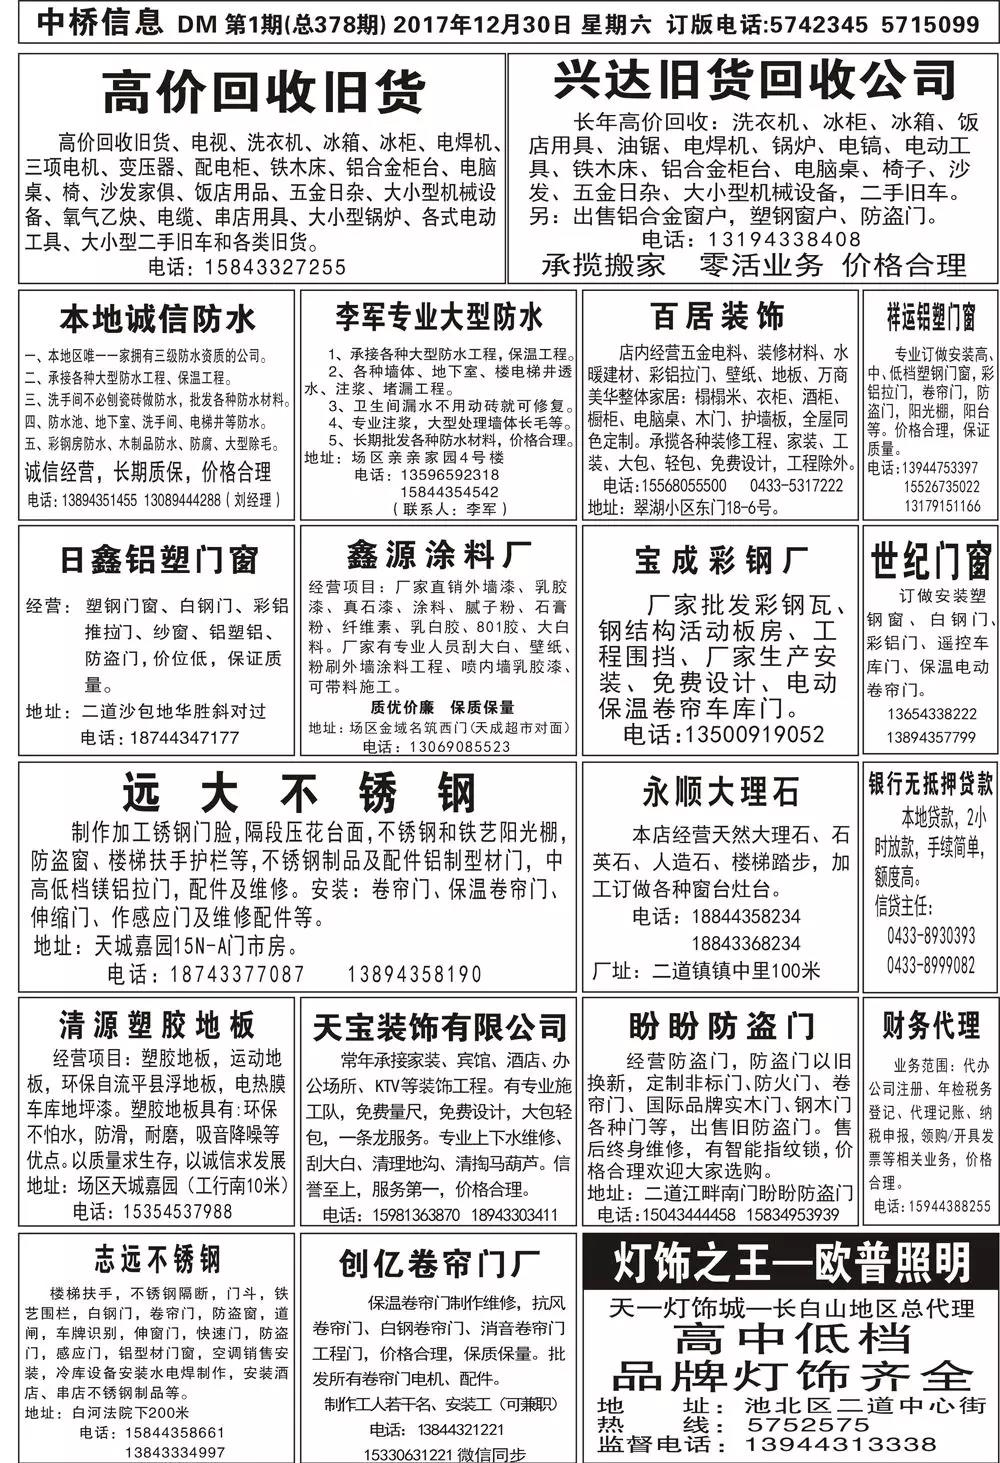 中桥信息 DM 第1期(总378期) 2017年12月30日 星期六 订版电话:5742345 5715099
高价回收旧货
高价回收旧货、电视、洗衣机、冰箱、冰柜、电焊机、
三项电机、变压器、配电柜、铁木床、铝合金柜台、电脑
桌、椅、沙发家俱、饭店用品、五金日杂、大小型机械设
备、氧气乙炔、电缆、串店用具、大小型锅炉、各式电动
工具、大小型二手旧车和各类旧货。
电话：15843327255
兴达旧货回收公司
长年高价回收：洗衣机、冰柜、冰箱、饭
店用具、油锯、电焊机、锅炉、电镐、电动工
具、铁木床、铝合金柜台、电脑桌、椅子、沙
发、五金日杂、大小型机械设备，二手旧车。
另：出售铝合金窗户，塑钢窗户、防盗门。
电话：13194338408
承揽搬家 零活业务 价格合理
本地诚信防水
一、本地区唯一一家拥有三级防水资质的公司。
二、承接各种大型防水工程、保温工程。
三、洗手间不必刨瓷砖做防水，批发各种防水材料。
四、防水池、地下室、洗手间、电梯井等防水。
五、彩钢房防水、木制品防水、防腐、大型除毛。
诚信经营，长期质保，价格合理
电话：13894351455 13089444288（刘经理）
李军专业大型防水
1、承接各种大型防水工程，保温工程。
2、各种墙体、地下室、楼电梯井透
水、注浆、堵漏工程。
3、卫生间漏水不用动砖就可修复。
4、专业注浆，大型处理墙体长毛等。
5、长期批发各种防水材料，价格合理。
地址：场区亲亲家园4号楼
电话：13596592318
15844354542
（联系人：李军）
百居装饰
店内经营五金电料、装修材料、水
暖建材、彩铝拉门、壁纸、地板、万商
美华整体家居：榻榻米、衣柜、酒柜、
橱柜、电脑桌、木门、护墙板，全屋同
色定制。承揽各种装修工程、家装、工
装、大包、轻包、免费设计，工程除外。
电话:15568055500 0433-5317222
地址：翠湖小区东门18-6号。
祥运铝塑门窗
专业订做安装高、
中、低档塑钢门窗，彩
铝拉门，卷帘门，防
盗门，阳光棚，阳台
等。价格合理，保证
质量。
电话：13944753397
15526735022
13179151166
日鑫铝塑门窗
经营：塑钢门窗、白钢门、彩铝
推拉门、纱窗、铝塑铝、
防盗门，价位低，保证质
量。
地址：二道沙包地华胜斜对过
电话：18744347177
鑫源涂料厂
经营项目：厂家直销外墙漆、乳胶
漆、真石漆、涂料、腻子粉、石膏
粉、纤维素、乳白胶、801胶、大白
料。厂家有专业人员刮大白、壁纸、
粉刷外墙涂料工程、喷内墙乳胶漆、
可带料施工。
质优价廉 保质保量
地址：场区金域名筑西门(天成超市对面)
电话：13069085523
宝成彩钢厂
厂家批发彩钢瓦、
钢结构活动板房、工
程围挡、厂家生产安
装、免费设计、电动
保温卷帘车库门。
电话:13500919052
世纪门窗
订做安装塑
钢窗、白钢门、
彩铝门、遥控车
库门、保温电动
卷帘门。
13654338222
13894357799
远大不锈钢
制作加工锈钢门脸，隔段压花台面，不锈钢和铁艺阳光棚，
防盗窗、楼梯扶手护栏等，不锈钢制品及配件铝制型材门，中
高低档镁铝拉门，配件及维修。安装：卷帘门、保温卷帘门、
伸缩门、作感应门及维修配件等。
地址：天城嘉园15N-A门市房。
电话：18743377087 13894358190
永顺大理石
本店经营天然大理石、石
英石、人造石、楼梯踏步，加
工订做各种窗台灶台。
电话：18844358234
18843368234
厂址：二道镇镇中里100米
银行无抵押贷款
本地贷款，2小
时放款，手续简单，
额度高。
信贷主任：
0433-8930393
0433-8999082
清源塑胶地板
经营项目：塑胶地板，运动地
板，环保自流平县浮地板，电热膜
车库地坪漆。塑胶地板具有：环保
不怕水，防滑，耐磨，吸音降噪等
优点。以质量求生存，以诚信求发展
地址：场区天城嘉园（工行南10米）
电话：15354537988
天宝装饰有限公司
常年承接家装、宾馆、酒店、办
公场所、KTV等装饰工程。有专业施
工队，免费量尺，免费设计，大包轻
包，一条龙服务。专业上下水维修、
刮大白、清理地沟、清掏马葫芦。信
誉至上，服务第一，价格合理。
电话：15981363870 18943303411
盼盼防盗门
经营防盗门，防盗门以旧
换新，定制非标门、防火门、卷
帘门、国际品牌实木门、钢木门
各种门等，出售旧防盗门。售
后终身维修，有智能指纹锁，价
格合理欢迎大家选购。
地址：二道江畔南门盼盼防盗门
电话：15043444458 15834953939
财务代理
业务范围：代办
公司注册、年检税务
登记、代理记账、纳
税申报，领购/开具发
票等相关业务，价格
合理。
电话：15944388255
志远不锈钢
楼梯扶手，不锈钢隔断，门斗，铁
艺围栏，白钢门，卷帘门，防盗窗，道
闸，车牌识别，伸窗门，快速门，防盗
门，感应门，铝型材门窗，空调销售安
装，冷库设备安装水电焊制作，安装酒
店、串店不锈钢制品等。
地址：白河法院下200米
电话：15844358661
13843334997
创亿卷帘门厂
保温卷帘门制作维修，抗风
卷帘门、白钢卷帘门、消音卷帘门
工程门，价格合理，保质保量。批
发所有卷帘门电机、配件。
制作工人若干名、安装工（可兼职）
电话：13844321221
15330631221 微信同步
灯饰之王—欧普照明
天一灯饰城—长白山地区总代理
高中低档
品牌灯饰齐全
地 址：池北区二道中心街
热 线：5752575
监督电话：13944313338